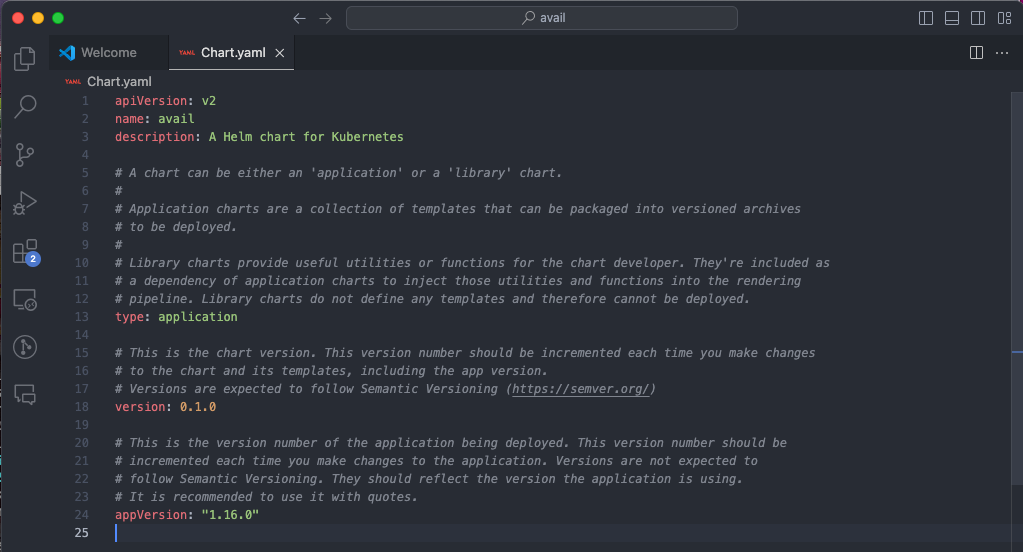 avail
Welcome
YAML Chart.yaml
YAML Chart.yaml
1 apiVersion: v2
2 name: avail
3 description: A Helm chart for Kubernetes
4
5 # A chart can be either an 'application' or a 'library' chart.
6 #
7 # Application charts are a collection of templates that can be packaged into versioned archives
8 # to be deployed.
9 #
10 # Library charts provide useful utilities or functions for the chart developer. They're included as
11 # a dependency of application charts to inject those utilities and functions into the rendering
12 # pipeline. Library charts do not define any templates and therefore cannot be deployed.
13 type: application
14
15 # This is the chart version. This version number should be incremented each time you make changes
16 # to the chart and its templates, including the app version.
17 # Versions are expected to follow Semantic Versioning (https://semver.org/)
18 version: 0.1.0
19
20 # This is the version number of the application being deployed. This version number should be
21 # incremented each time you make changes to the application. Versions are not expected to
22 # follow Semantic Versioning. They should reflect the version the application is using.
23 # It is recommended to use it with quotes.
24 appVersion: "1.16.0"
25
2